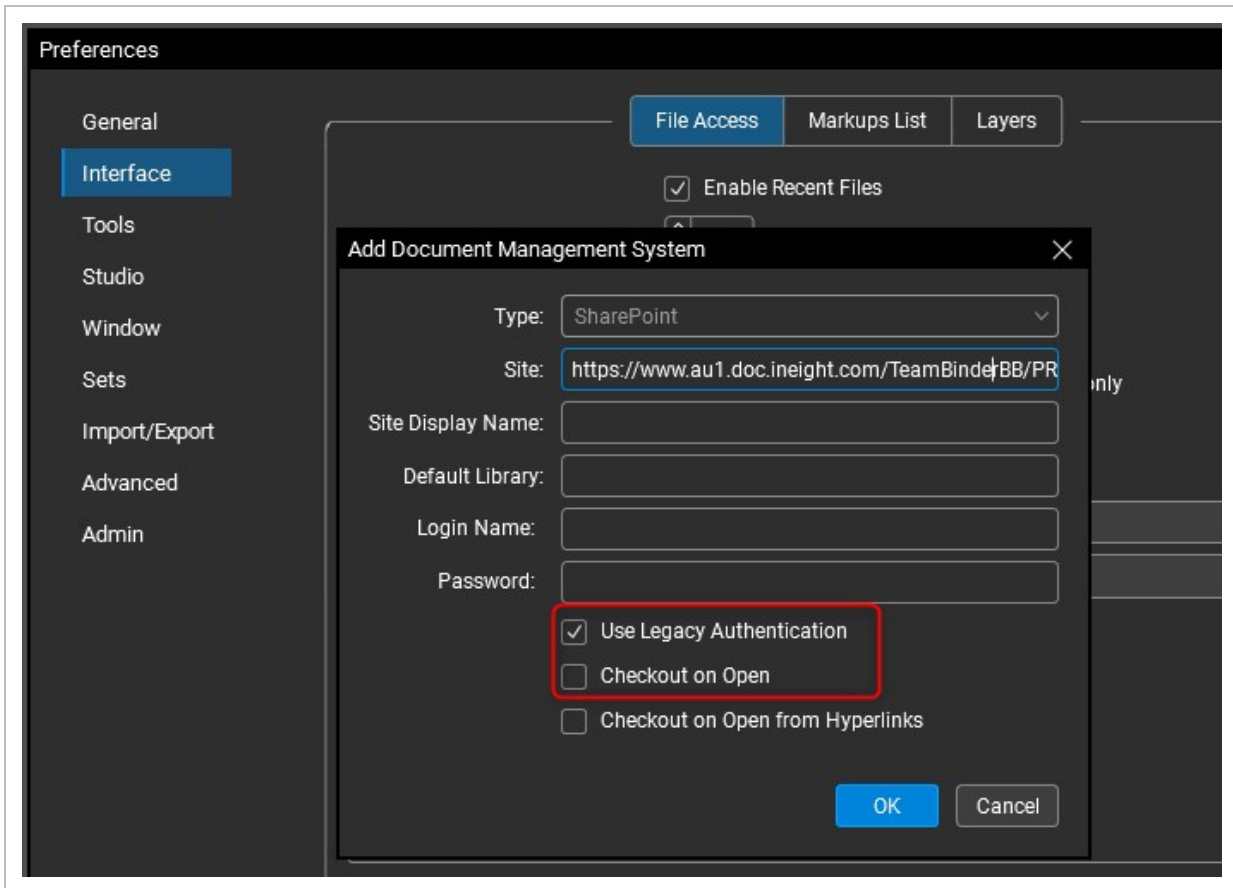 Preferences
General
File Access Markups List Layers
Interface
Enable Recent Files
Tools
Add Document Management System
Studio
Type: SharePoint
Window
Site: https://www.au1.doc.ineight.com/TeamBinderBB/PR
Sets
only
Site Display Name:
Import/Export
Default Library:
Advanced
Login Name:
Admin
Password:
Use Legacy Authentication
Checkout on Open
Checkout on Open from Hyperlinks
OK Cancel